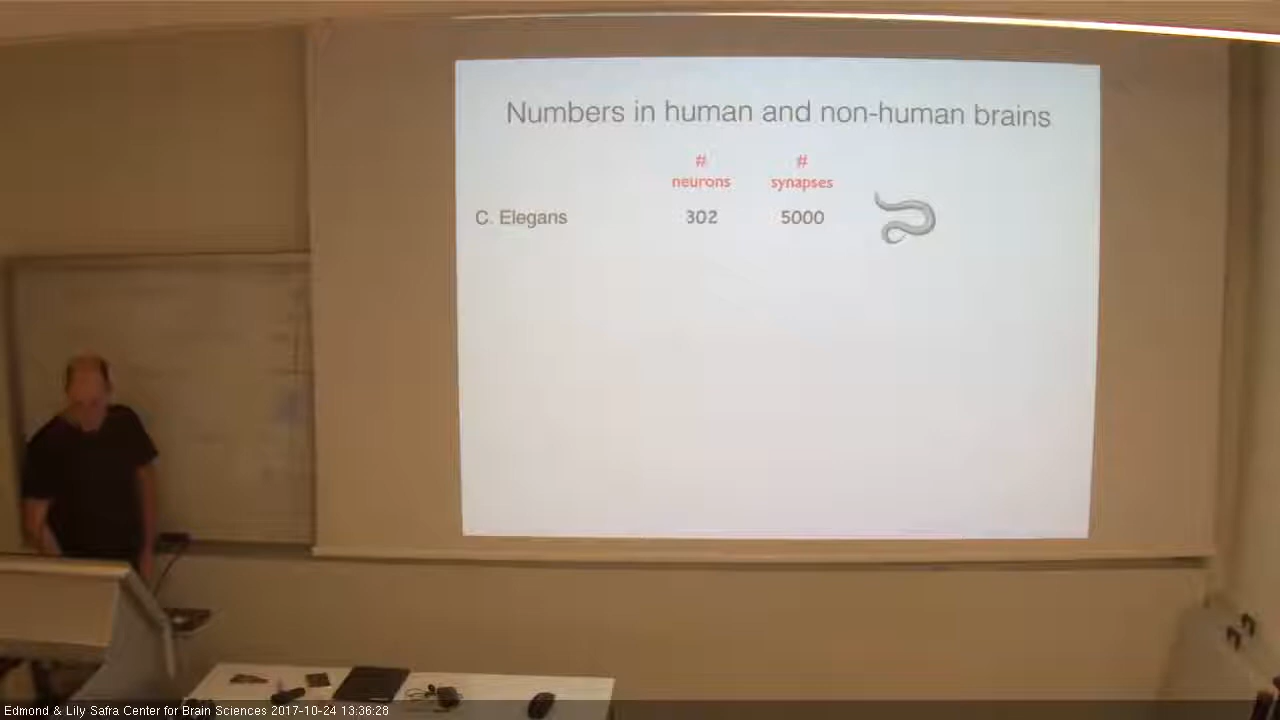 Numbers in human and non-human brains
# #
neurons synapses
C. Elegans 302 5000
Edmond & Lily Safra Center for Brain Sciences 2017-10-24 13:36:28